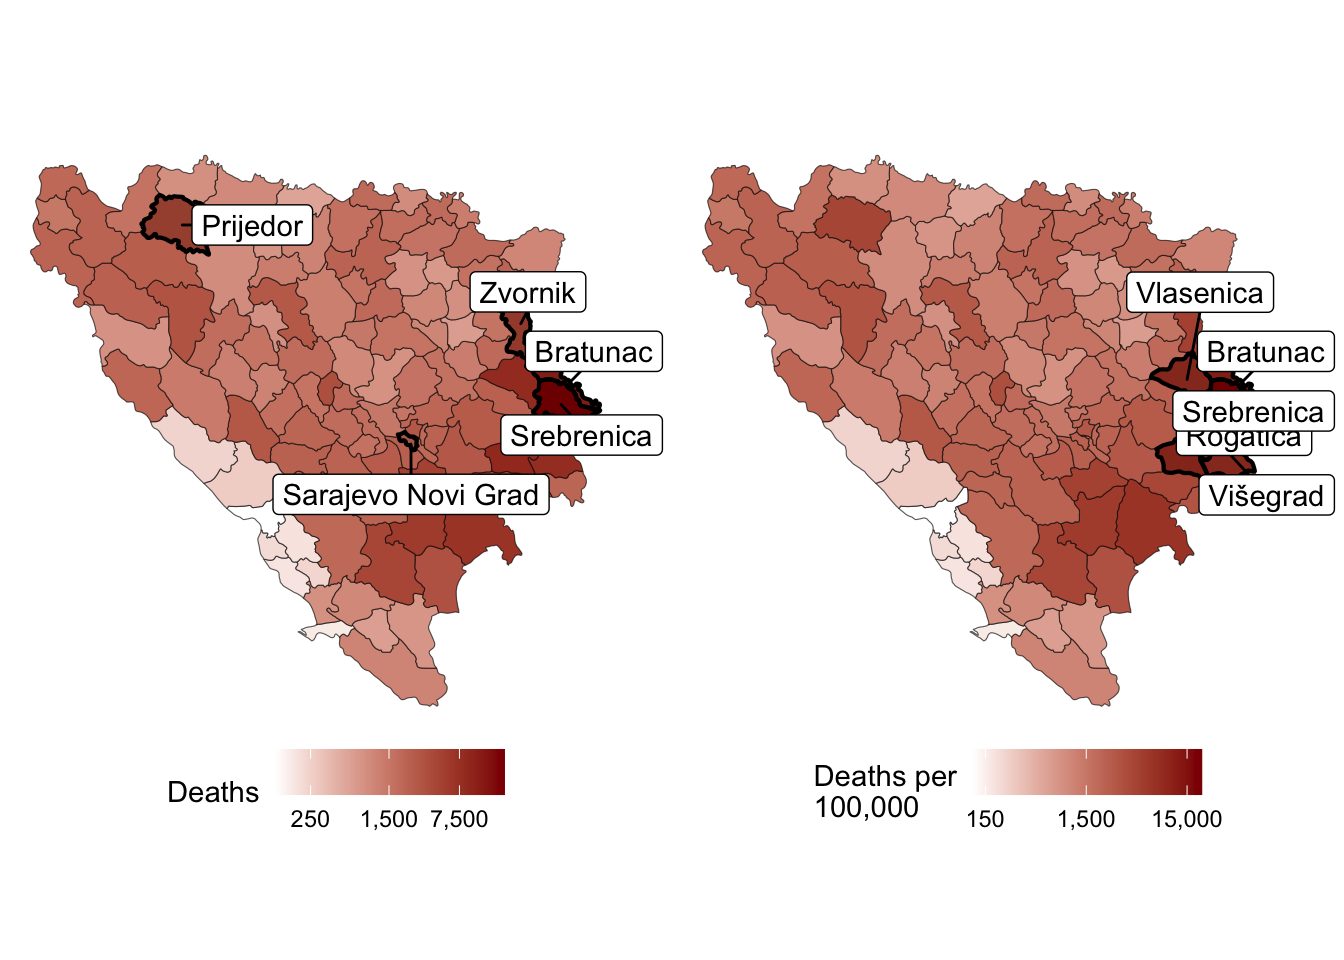 Prijedor
Zvornik
Bratunac
Srebrenica
Sarajevo Novi Grad
Deaths
250
1,500
7,500
Vlasenica
Bratunac
Srebrenica
Rogatica
Višegrad
Deaths per
100,000
150
1,500
15,000